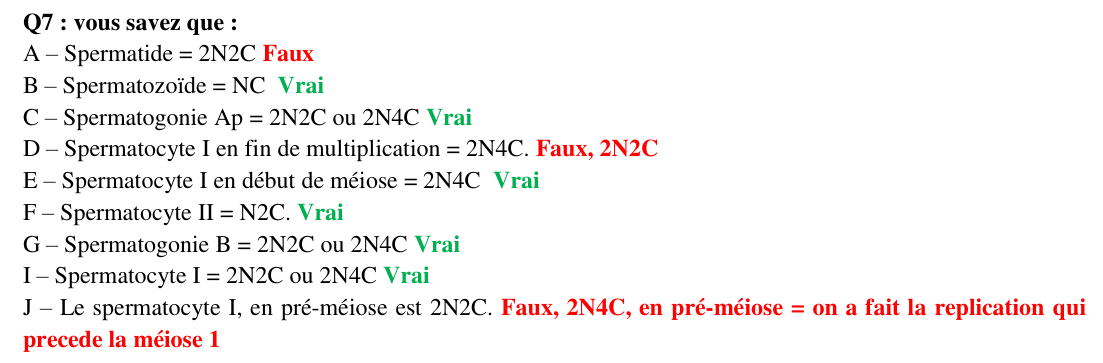 Q7 : vous savez que :
A – Spermatide = 2N2C Faux
B – Spermatozoïde = NC Vrai
C – Spermatogonie Ap = 2N2C ou 2N4C Vrai
D – Spermatocyte I en fin de multiplication = 2N4C. Faux, 2N2C
E – Spermatocyte I en début de méiose = 2N4C Vrai
F – Spermatocyte II = N2C. Vrai
G – Spermatogonie B = 2N2C ou 2N4C Vrai
I – Spermatocyte I = 2N2C ou 2N4C Vrai
J – Le spermatocyte I, en pré-méiose est 2N2C. Faux, 2N4C, en pré-méiose = on a fait la replication qui
precede la méiose 1